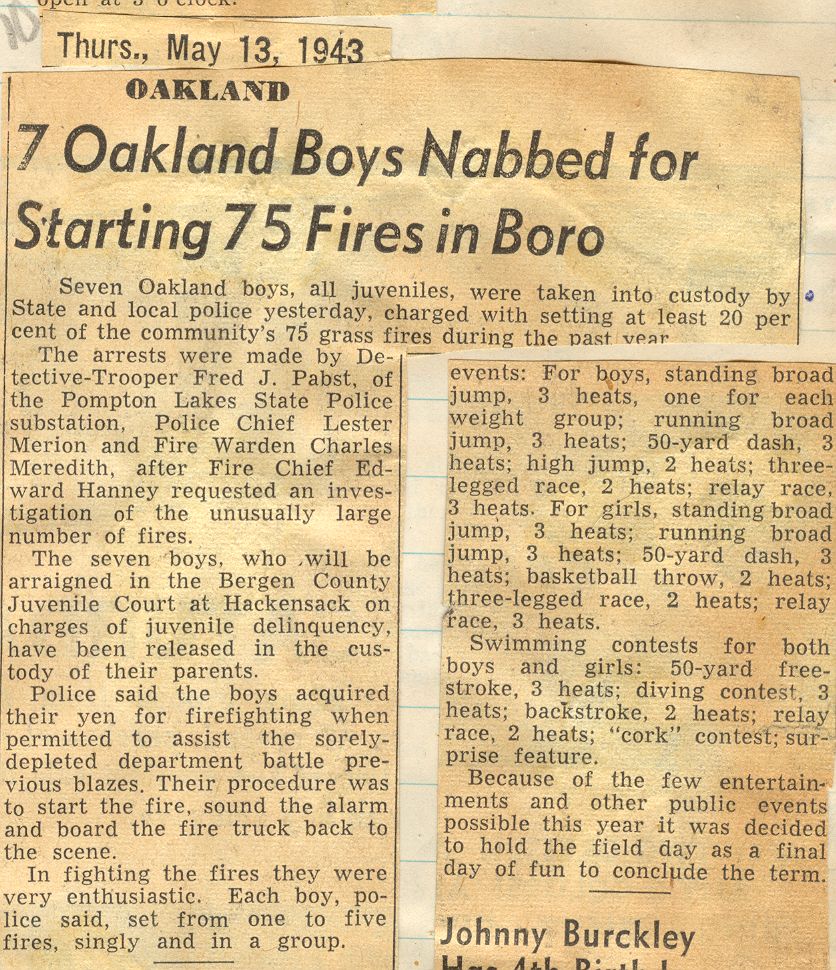 open at 3 o'clock.
Thurs., May 13, 1943
OAKLAND
7 Oakland Boys Nabbed for
Starting 75 Fires in Boro
Seven Oakland boys, all juveniles, were taken into custody by
State and local police yesterday, charged with setting at least 20 per
cent of the community's 75 grass fires during the past year
The arrests were made by De-
tective-Trooper Fred J. Pabst, of
the Pompton Lakes State Police
substation, Police Chief Lester
Merion and Fire Warden Charles
Meredith, after Fire Chief Ed-
ward Hanney requested an inves-
tigation of the unusually large
number of fires.
The seven boys, who will be
arraigned in the Bergen County
Juvenile Court at Hackensack on
charges of juvenile delinquency,
have been released in the cus-
tody of their parents.
Police said the boys acquired
their yen for firefighting when
permitted to assist the sorely-
depleted department battle pre-
vious blazes. Their procedure was
to start the fire, sound the alarm
and board the fire truck back to
the scene.
In fighting the fires they were
very enthusiastic. Each boy, po-
lice said, set from one to five
fires, singly and in a group.
events: For boys, standing broad
jump, 3 heats, one for each
weight group; running broad
jump, 3 heats; 50-yard dash, 3
heats; high jump, 2 heats; three-
legged race, 2 heats; relay race,
3 heats. For girls, standing broad
jump, 3 heats; running broad
jump, 3 heats; 50-yard dash, 3
heats; basketball throw, 2 heats;
three-legged race, 2 heats; relay
race, 3 heats.
Swimming contests for both
boys and girls: 50-yard free-
stroke, 3 heats; diving contest, 3
heats; backstroke, 2 heats; relay
race, 2 heats; "cork" contest; sur-
prise feature.
Because of the few entertain-
ments and other public events
possible this year it was decided
to hold the field day as a final
day of fun to conclude the term.
Johnny Burckley
Has 4th